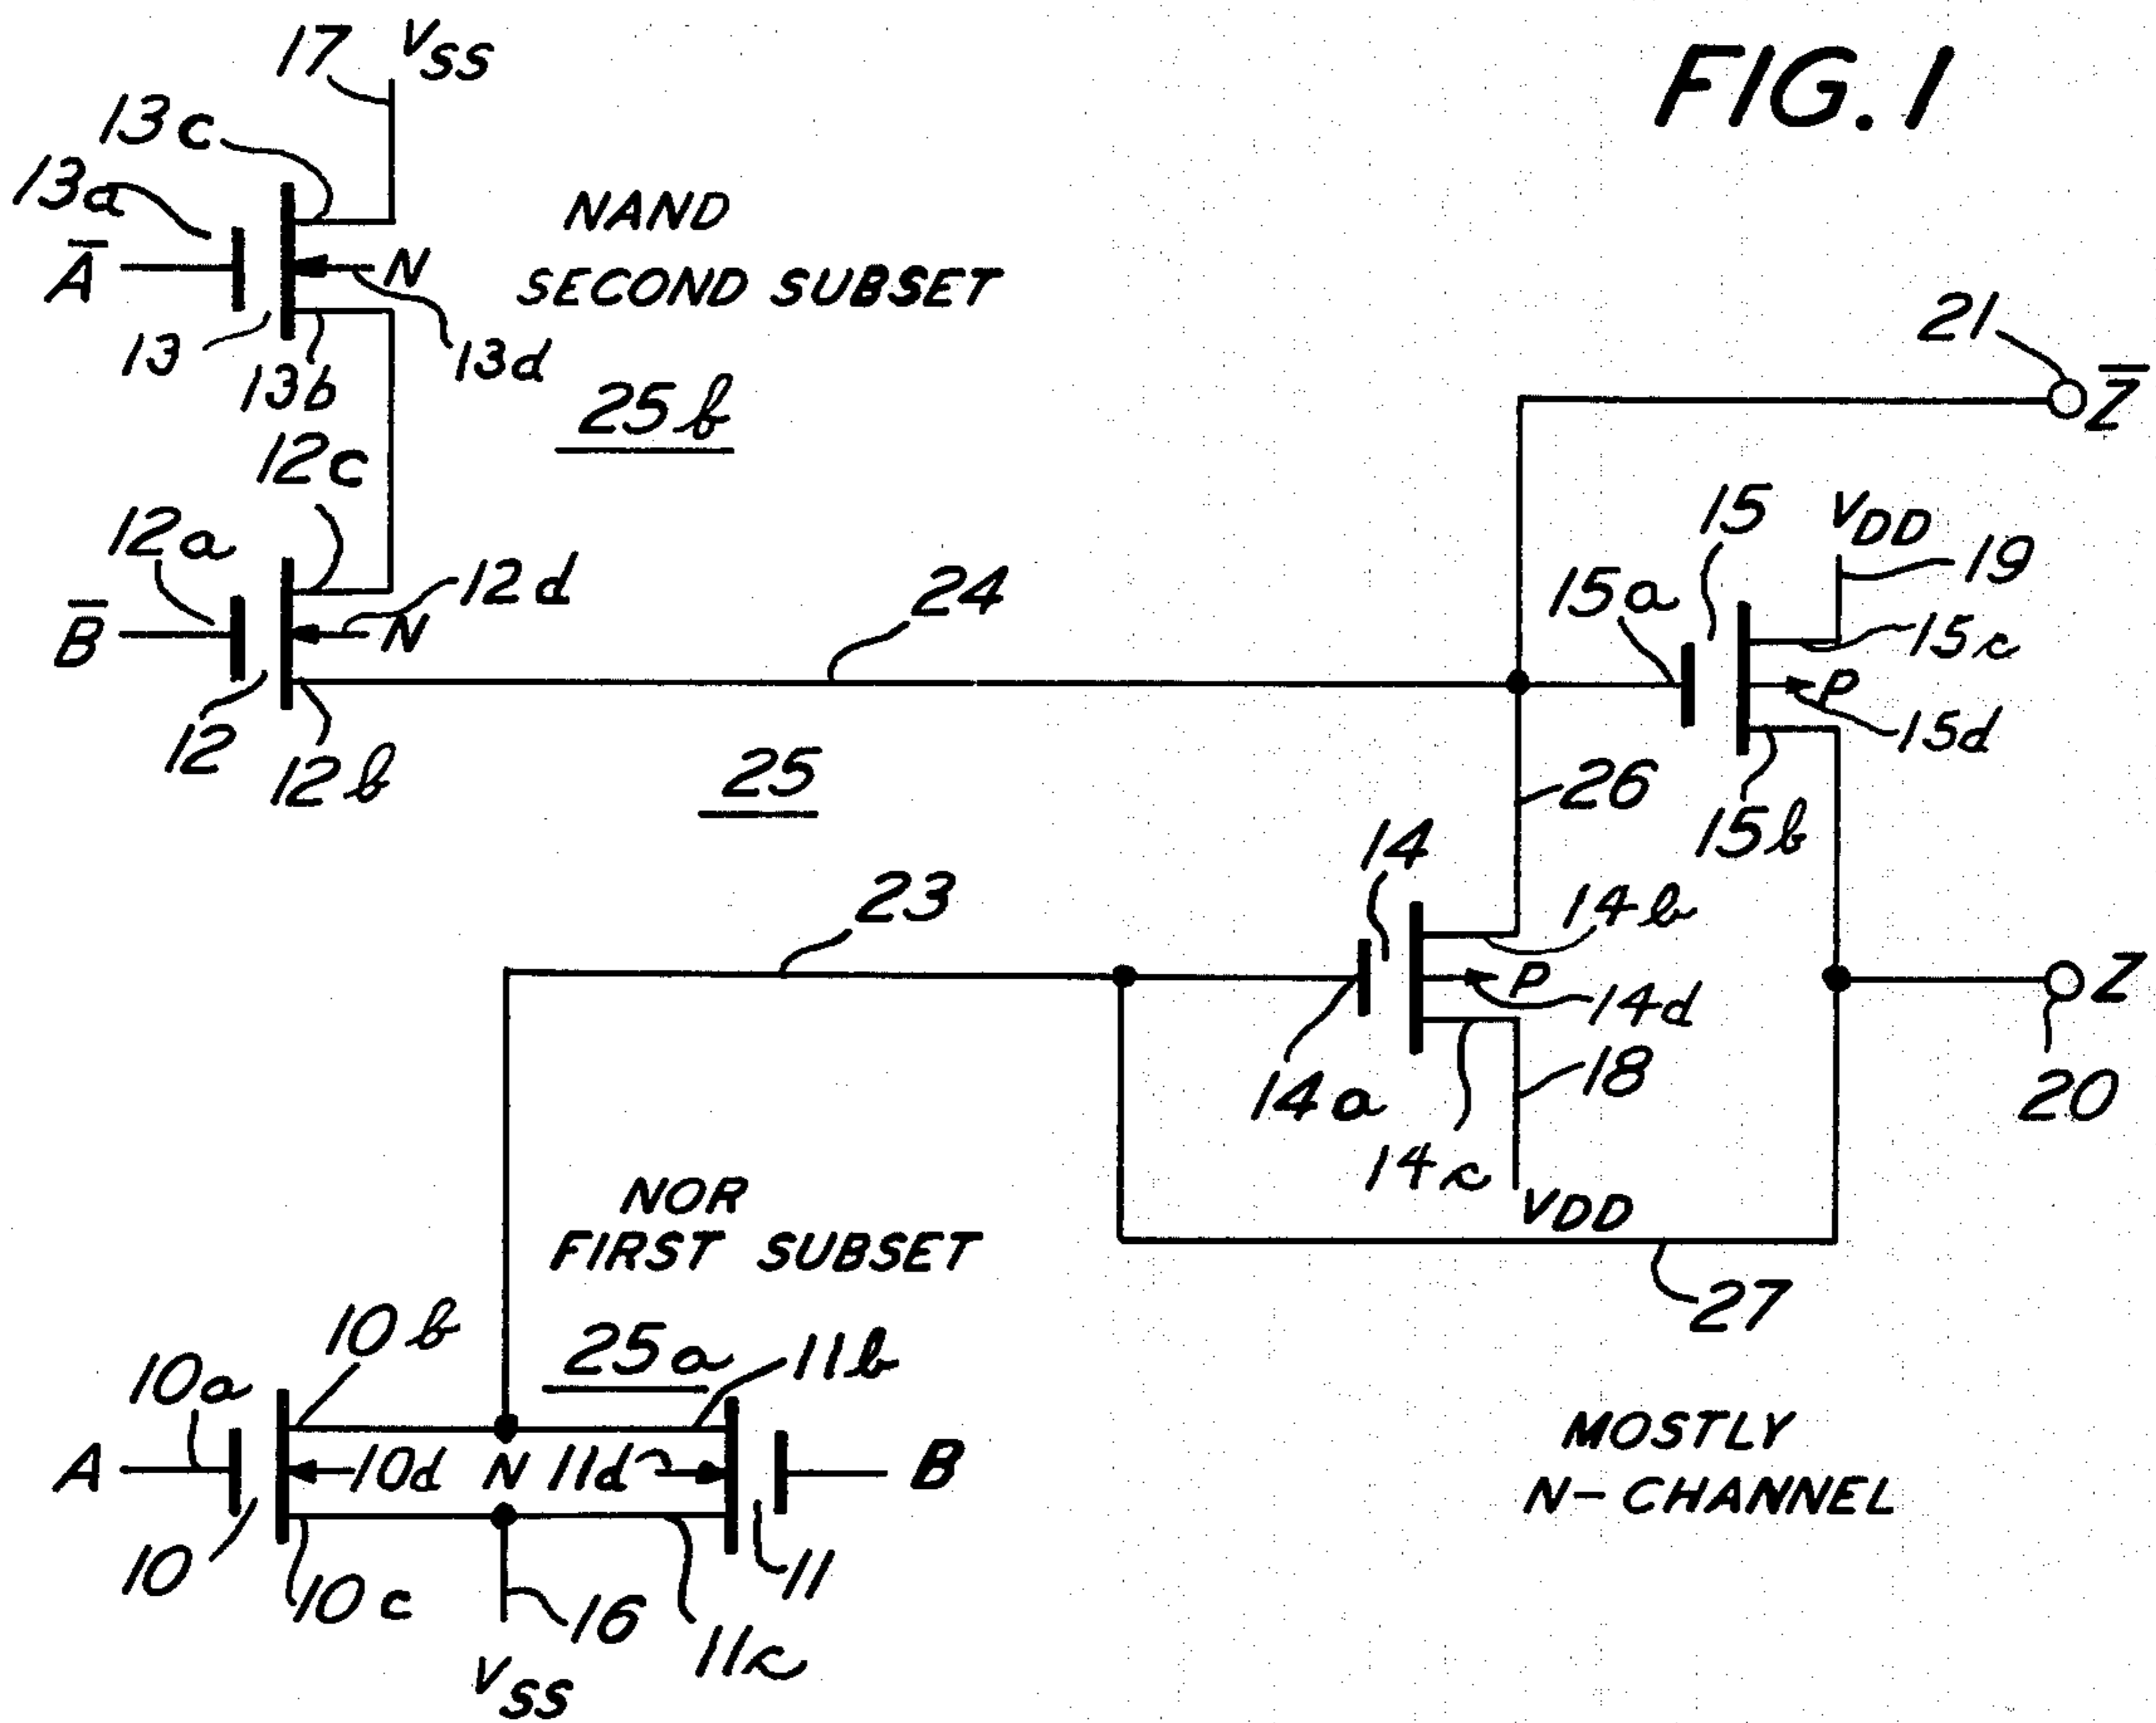 FIG. 1
17
VSS
13c
13a
A̅
N
13
13b
13d
NAND
SECOND SUBSET
25b
12c
12a
B̅
12d
N
12
12b
24
25
21
Z̅
15
VDD
19
15a
15c
P
15d
15b
26
14
14b
P
14d
14a
14c
18
VDD
23
Z
20
27
NOR
FIRST SUBSET
25a
10b
11b
10a
A
10d
N
11d
B
10
10c
16
11c
11
VSS
MOSTLY
N-CHANNEL